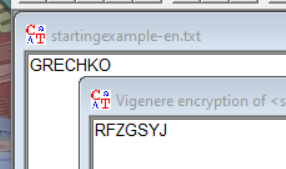 startingexample-en.txt
GRECHKO
Vigenere encryption of <s
RFZGSYJ